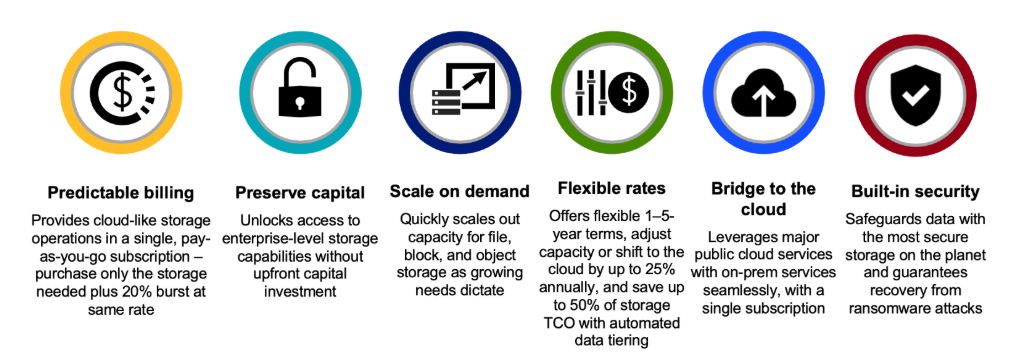 Predictable billing
Provides cloud-like storage
operations in a single, pay-
as-you-go subscription –
purchase only the storage
needed plus 20% burst at
same rate
Preserve capital
Unlocks access to
enterprise-level storage
capabilities without
upfront capital
investment
Scale on demand
Quickly scales out
capacity for file,
block, and object
storage as growing
needs dictate
Flexible rates
Offers flexible 1–5-
year terms, adjust
capacity or shift to the
cloud by up to 25%
annually, and save up
to 50% of storage
TCO with automated
data tiering
Bridge to the
cloud
Leverages major
public cloud services
with on-prem services
seamlessly, with a
single subscription
Built-in security
Safeguards data with
the most secure
storage on the planet
and guarantees
recovery from
ransomware attacks